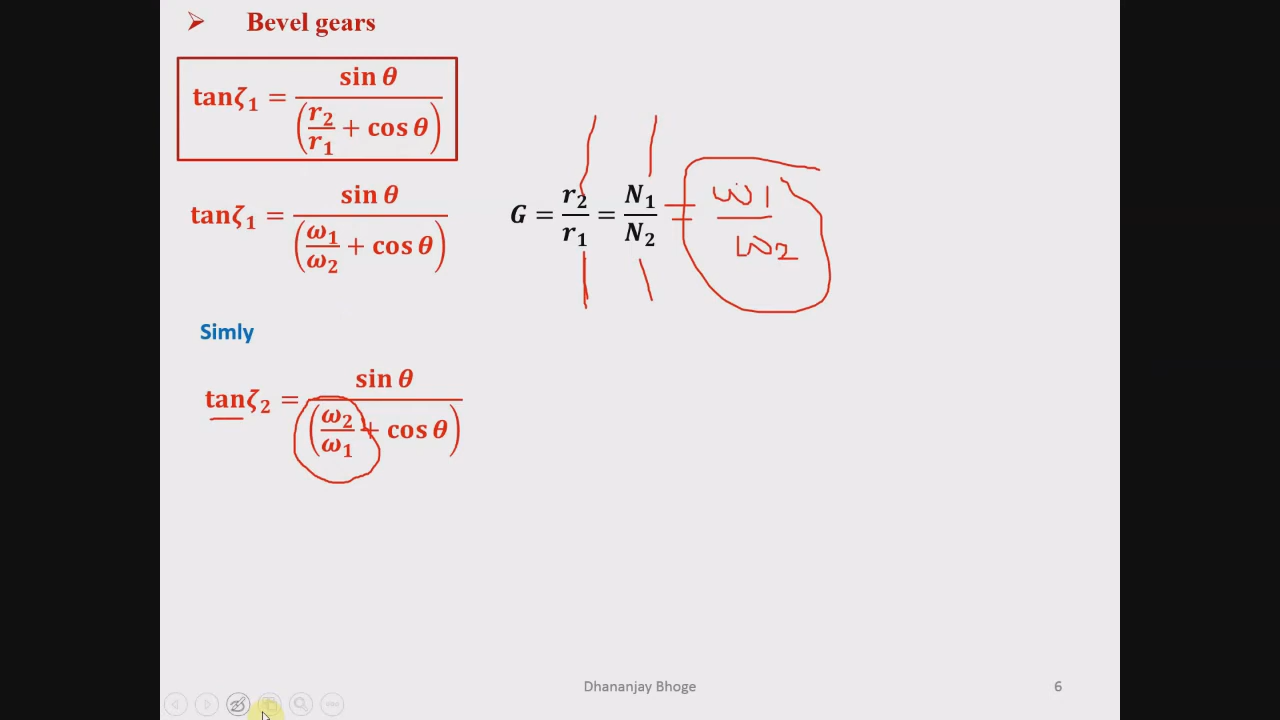 ➢ Bevel gears
tanζ₁ = sin θ / (r₂/r₁ + cos θ)
tanζ₁ = sin θ / (ω₁/ω₂ + cos θ)
G = r₂/r₁ = N₁/N₂ = ω1/ω2
Simly
tanζ₂ = sin θ / (ω₂/ω₁ + cos θ)
Dhananjay Bhoge
6